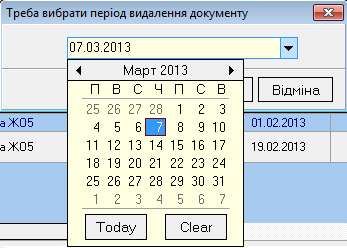 Треба вибрати період видалення документу
07.03.2013
Март 2013
П В С Ч П С В
25 26 27 28 1 2 3
4 5 6 7 8 9 10
11 12 13 14 15 16 17
18 19 20 21 22 23 24
25 26 27 28 29 30 31
1 2 3 4 5 6 7
Today Clear
Відміна
а ЖО5 01.02.2013
а ЖО5 19.02.2013